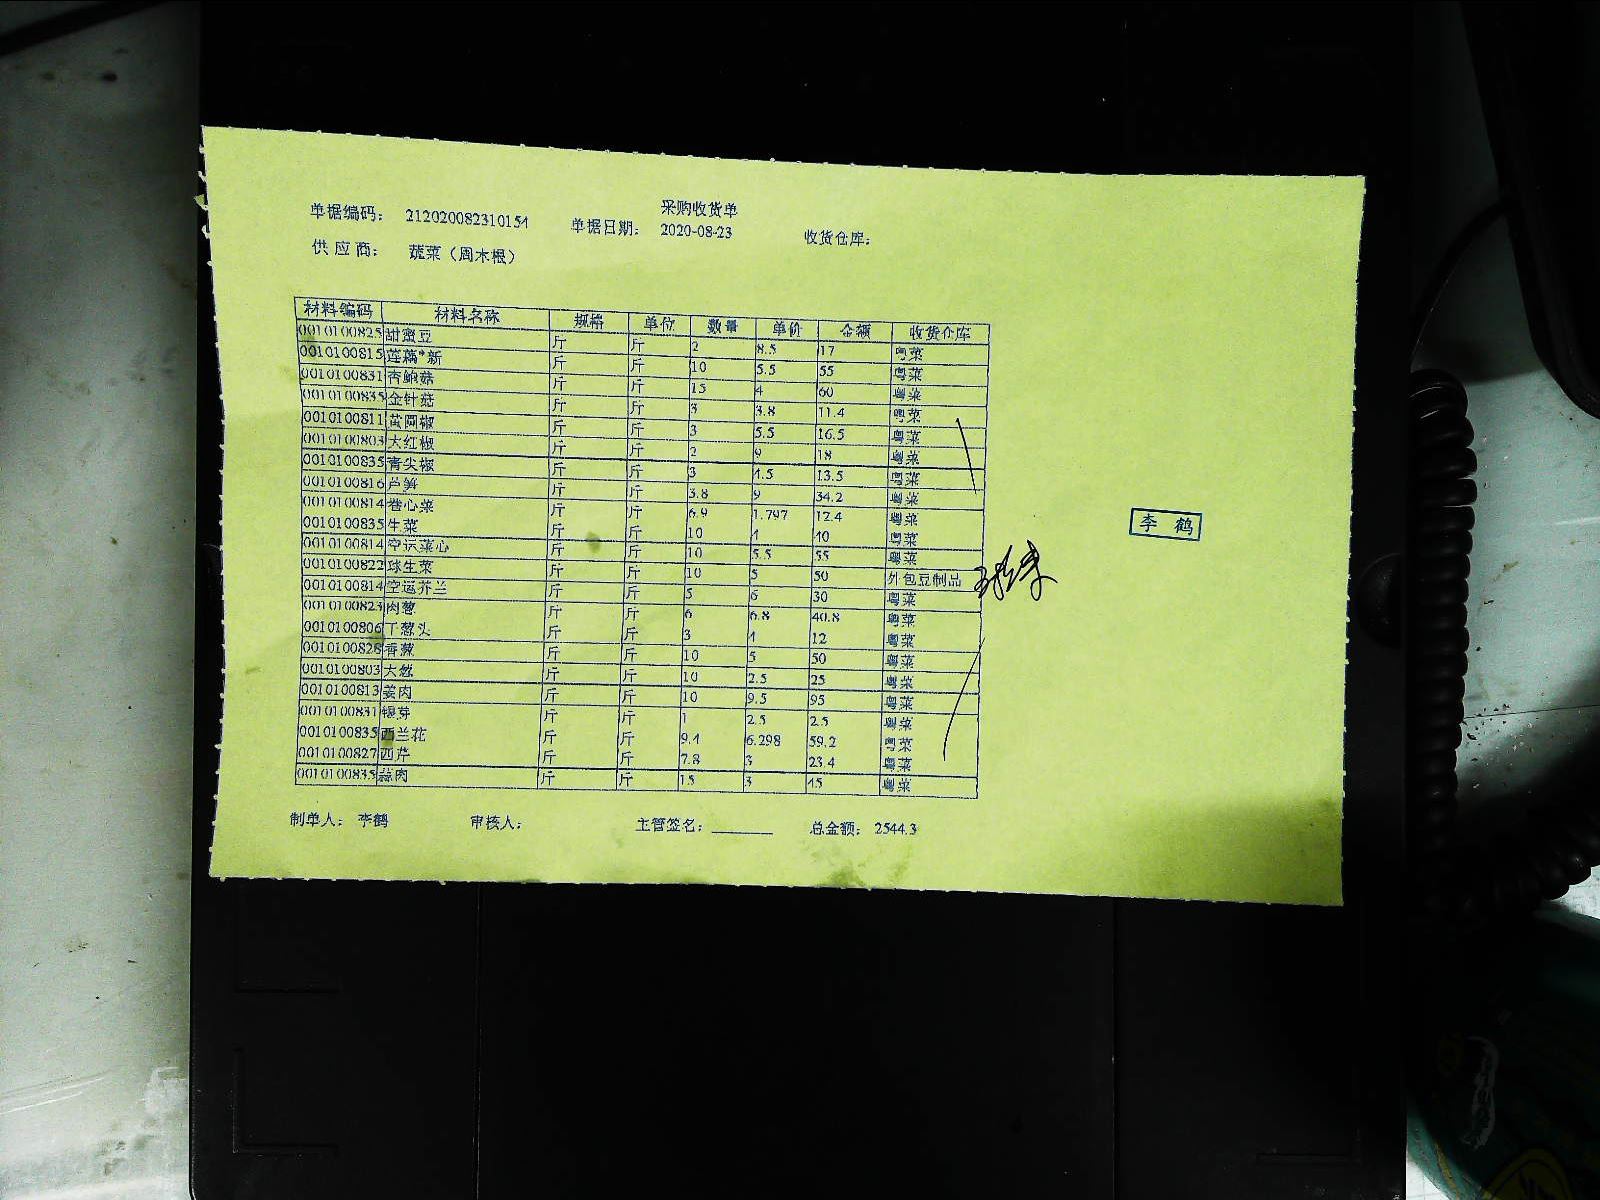 采购收货单
单据编码： 212020082310154 单据日期： 2020-08-23 收货仓库：
供 应 商： 蔬菜（周木根）
材料编码 材料名称 规格 单位 数量 单价 金额 收货仓库
0010100825 甜蜜豆 斤 斤 2 8.5 17 粤菜
0010100815 莲藕*新 斤 斤 10 5.5 55 粤菜
0010100831 杏鲍菇 斤 斤 15 4 60 粤菜
0010100835 金针菇 斤 斤 3 3.8 11.4 粤菜
0010100811 黄圆椒 斤 斤 3 5.5 16.5 粤菜
0010100803 大红椒 斤 斤 2 9 18 粤菜
0010100835 青尖椒 斤 斤 3 4.5 13.5 粤菜
0010100816 芦笋 斤 斤 3.8 9 34.2 粤菜
0010100814 卷心菜 斤 斤 6.9 1.797 12.4 粤菜
0010100835 生菜 斤 斤 10 4 40 粤菜
0010100814 空运菜心 斤 斤 10 5.5 55 粤菜
0010100822 球生菜 斤 斤 10 5 50 外包豆制品
0010100814 空运芥兰 斤 斤 5 6 30 粤菜
0010100823 肉葱 斤 斤 6 6.8 40.8 粤菜
0010100806 丁葱头 斤 斤 3 4 12 粤菜
0010100828 香菜 斤 斤 10 5 50 粤菜
0010100803 大葱 斤 斤 10 2.5 25 粤菜
0010100813 姜肉 斤 斤 10 9.5 95 粤菜
0010100831 银芽 斤 斤 1 2.5 2.5 粤菜
0010100835 西兰花 斤 斤 9.4 6.298 59.2 粤菜
0010100827 西芹 斤 斤 7.8 3 23.4 粤菜
0010100835 蒜肉 斤 斤 15 3 45 粤菜
李 鹤
制单人： 李鹤 审核人： 主管签名： 总金额： 2544.3